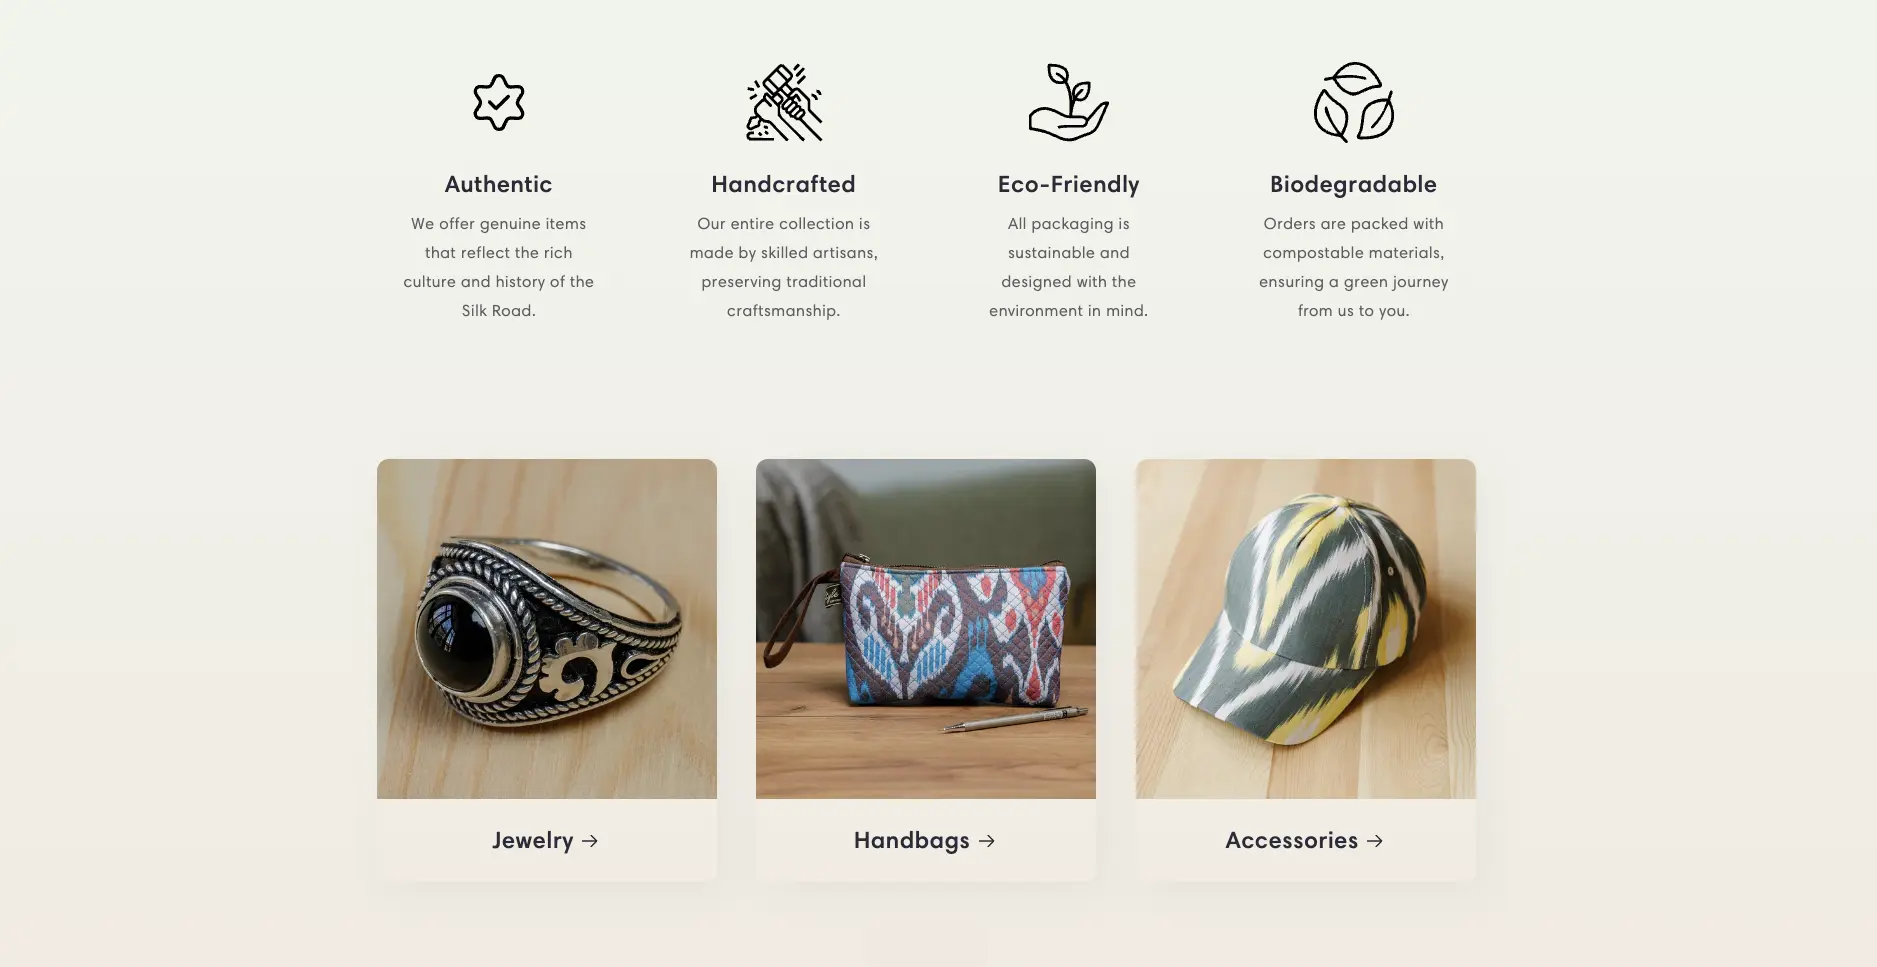 Authentic
We offer genuine items
that reflect the rich
culture and history of the
Silk Road.
Handcrafted
Our entire collection is
made by skilled artisans,
preserving traditional
craftsmanship.
Eco-Friendly
All packaging is
sustainable and
designed with the
environment in mind.
Biodegradable
Orders are packed with
compostable materials,
ensuring a green journey
from us to you.
Jewelry →
Handbags →
Accessories →